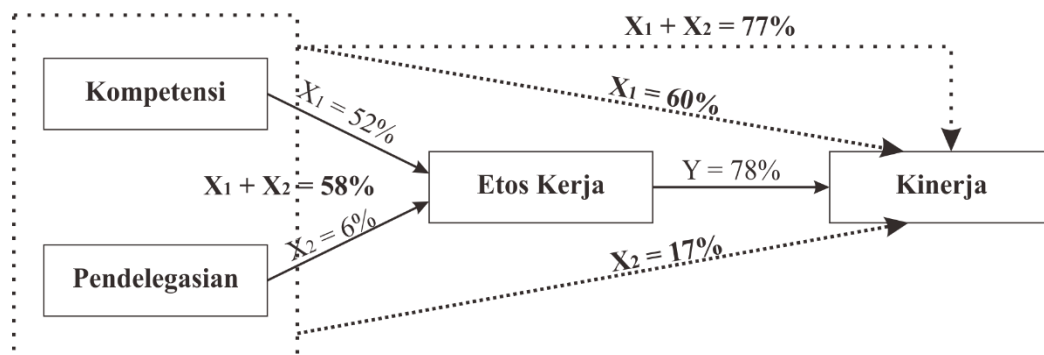 X₁ + X₂ = 77%
Kompetensi
X₁ = 60%
X₁ = 52%
X₁ + X₂ = 58%
Etos Kerja
Y = 78%
Kinerja
X₂ = 6%
Pendelegasian
X₂ = 17%